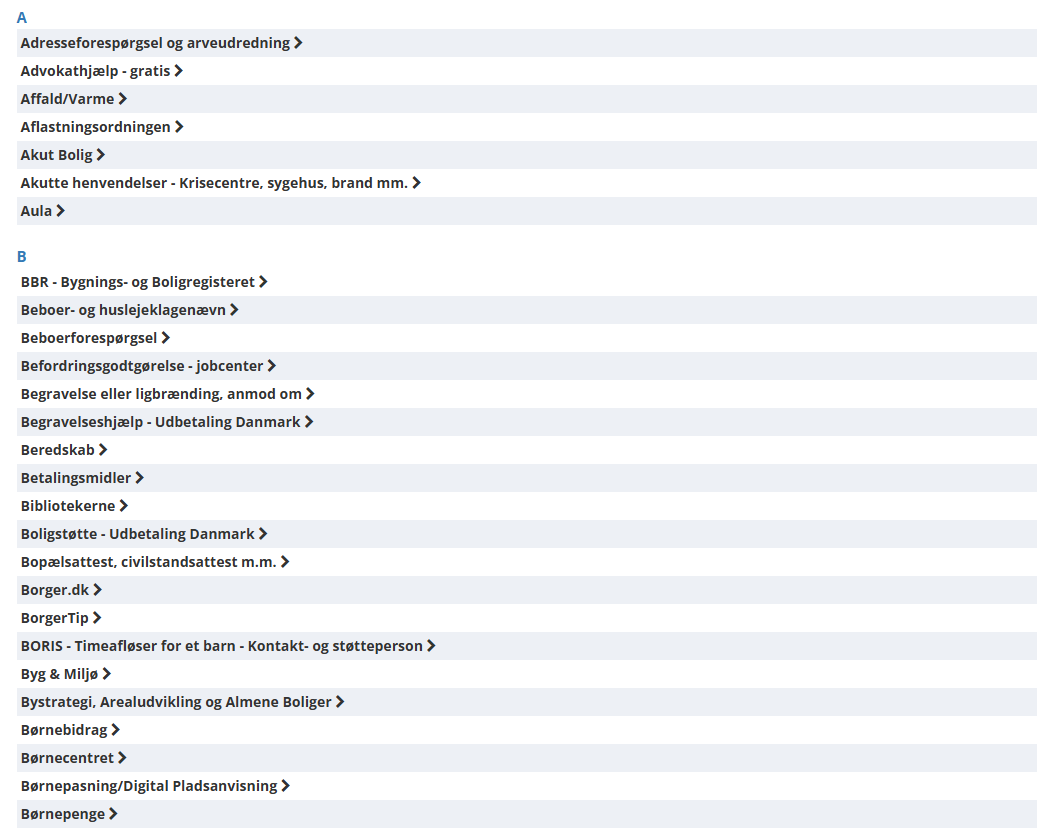 A
Adresseforespørgsel og arveudredning
Advokathjælp - gratis
Affald/Varme
Aflastningsordningen
Akut Bolig
Akutte henvendelser - Krisecentre, sygehus, brand mm.
Aula
B
BBR - Bygnings- og Boligregisteret
Beboer- og huslejeklagenævn
Beboerforespørgsel
Befordringsgodtgørelse - jobcenter
Begravelse eller ligbrænding, anmod om
Begravelseshjælp - Udbetaling Danmark
Beredskab
Betalingsmidler
Bibliotekerne
Boligstøtte - Udbetaling Danmark
Bopælsattest, civilstandsattest m.m.
Borger.dk
BorgerTip
BORIS - Timeafløser for et barn - Kontakt- og støtteperson
Byg & Miljø
Bystrategi, Arealudvikling og Almene Boliger
Børnebidrag
Børnecentret
Børnepasning/Digital Pladsanvisning
Børnepenge